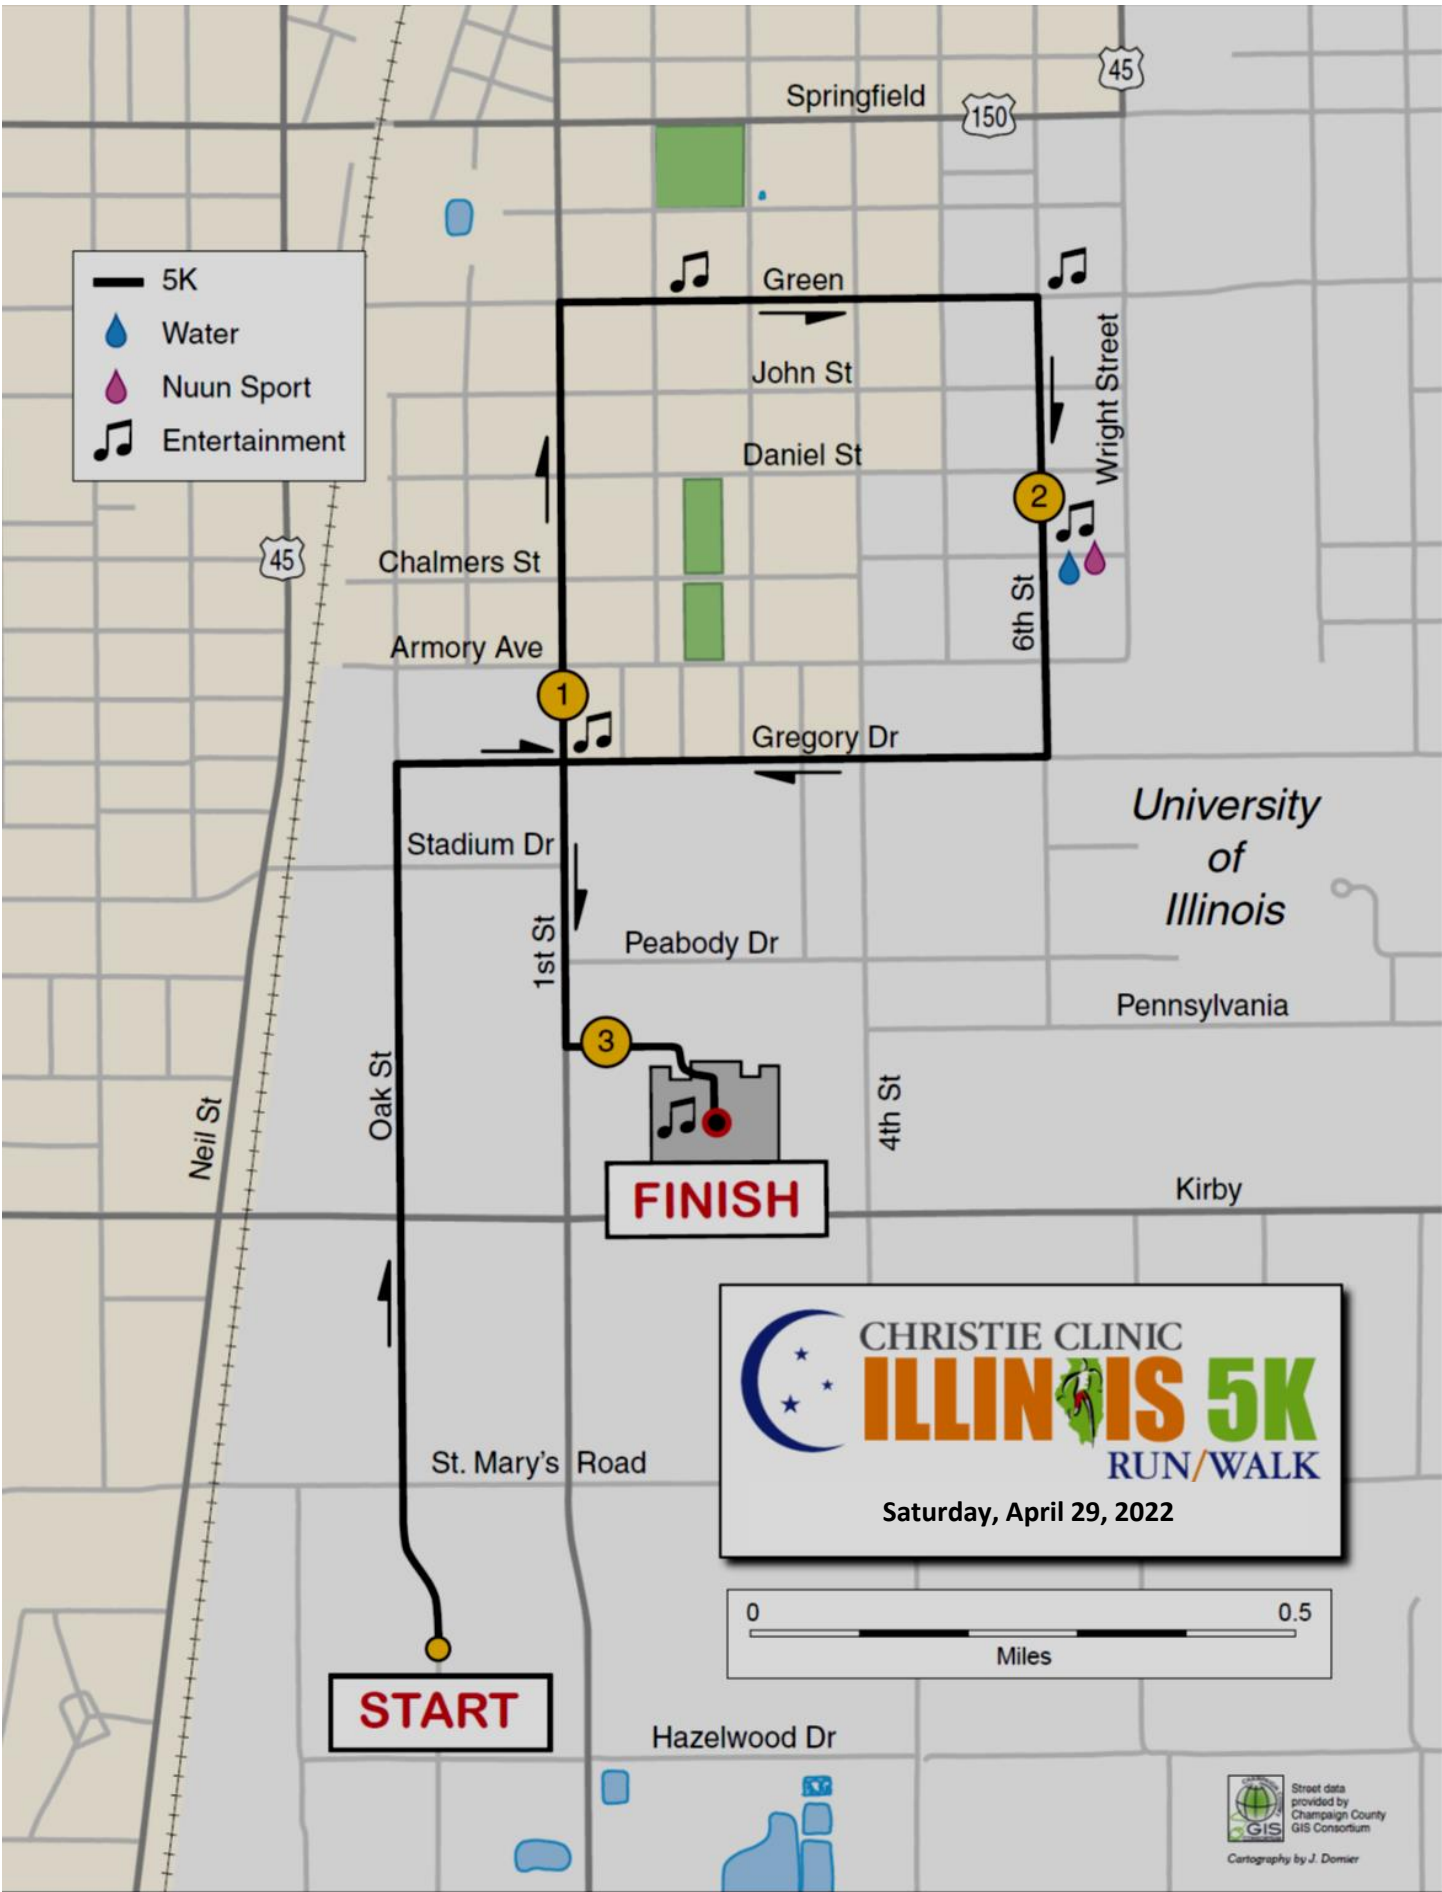 45
Springfield
150
5K
Water
Nuun Sport
Entertainment
Green
John St
Wright Street
Daniel St
2
45
Chalmers St
6th St
Armory Ave
1
Gregory Dr
University
of
Illinois
Stadium Dr
1st St
Peabody Dr
Pennsylvania
3
Oak St
Neil St
4th St
FINISH
Kirby
CHRISTIE CLINIC
ILLINOIS 5K
RUN/WALK
Saturday, April 29, 2022
St. Mary's Road
0 0.5
Miles
START
Hazelwood Dr
GIS
Street data
provided by
Champaign County
GIS Consortium
Cartography by J. Domier